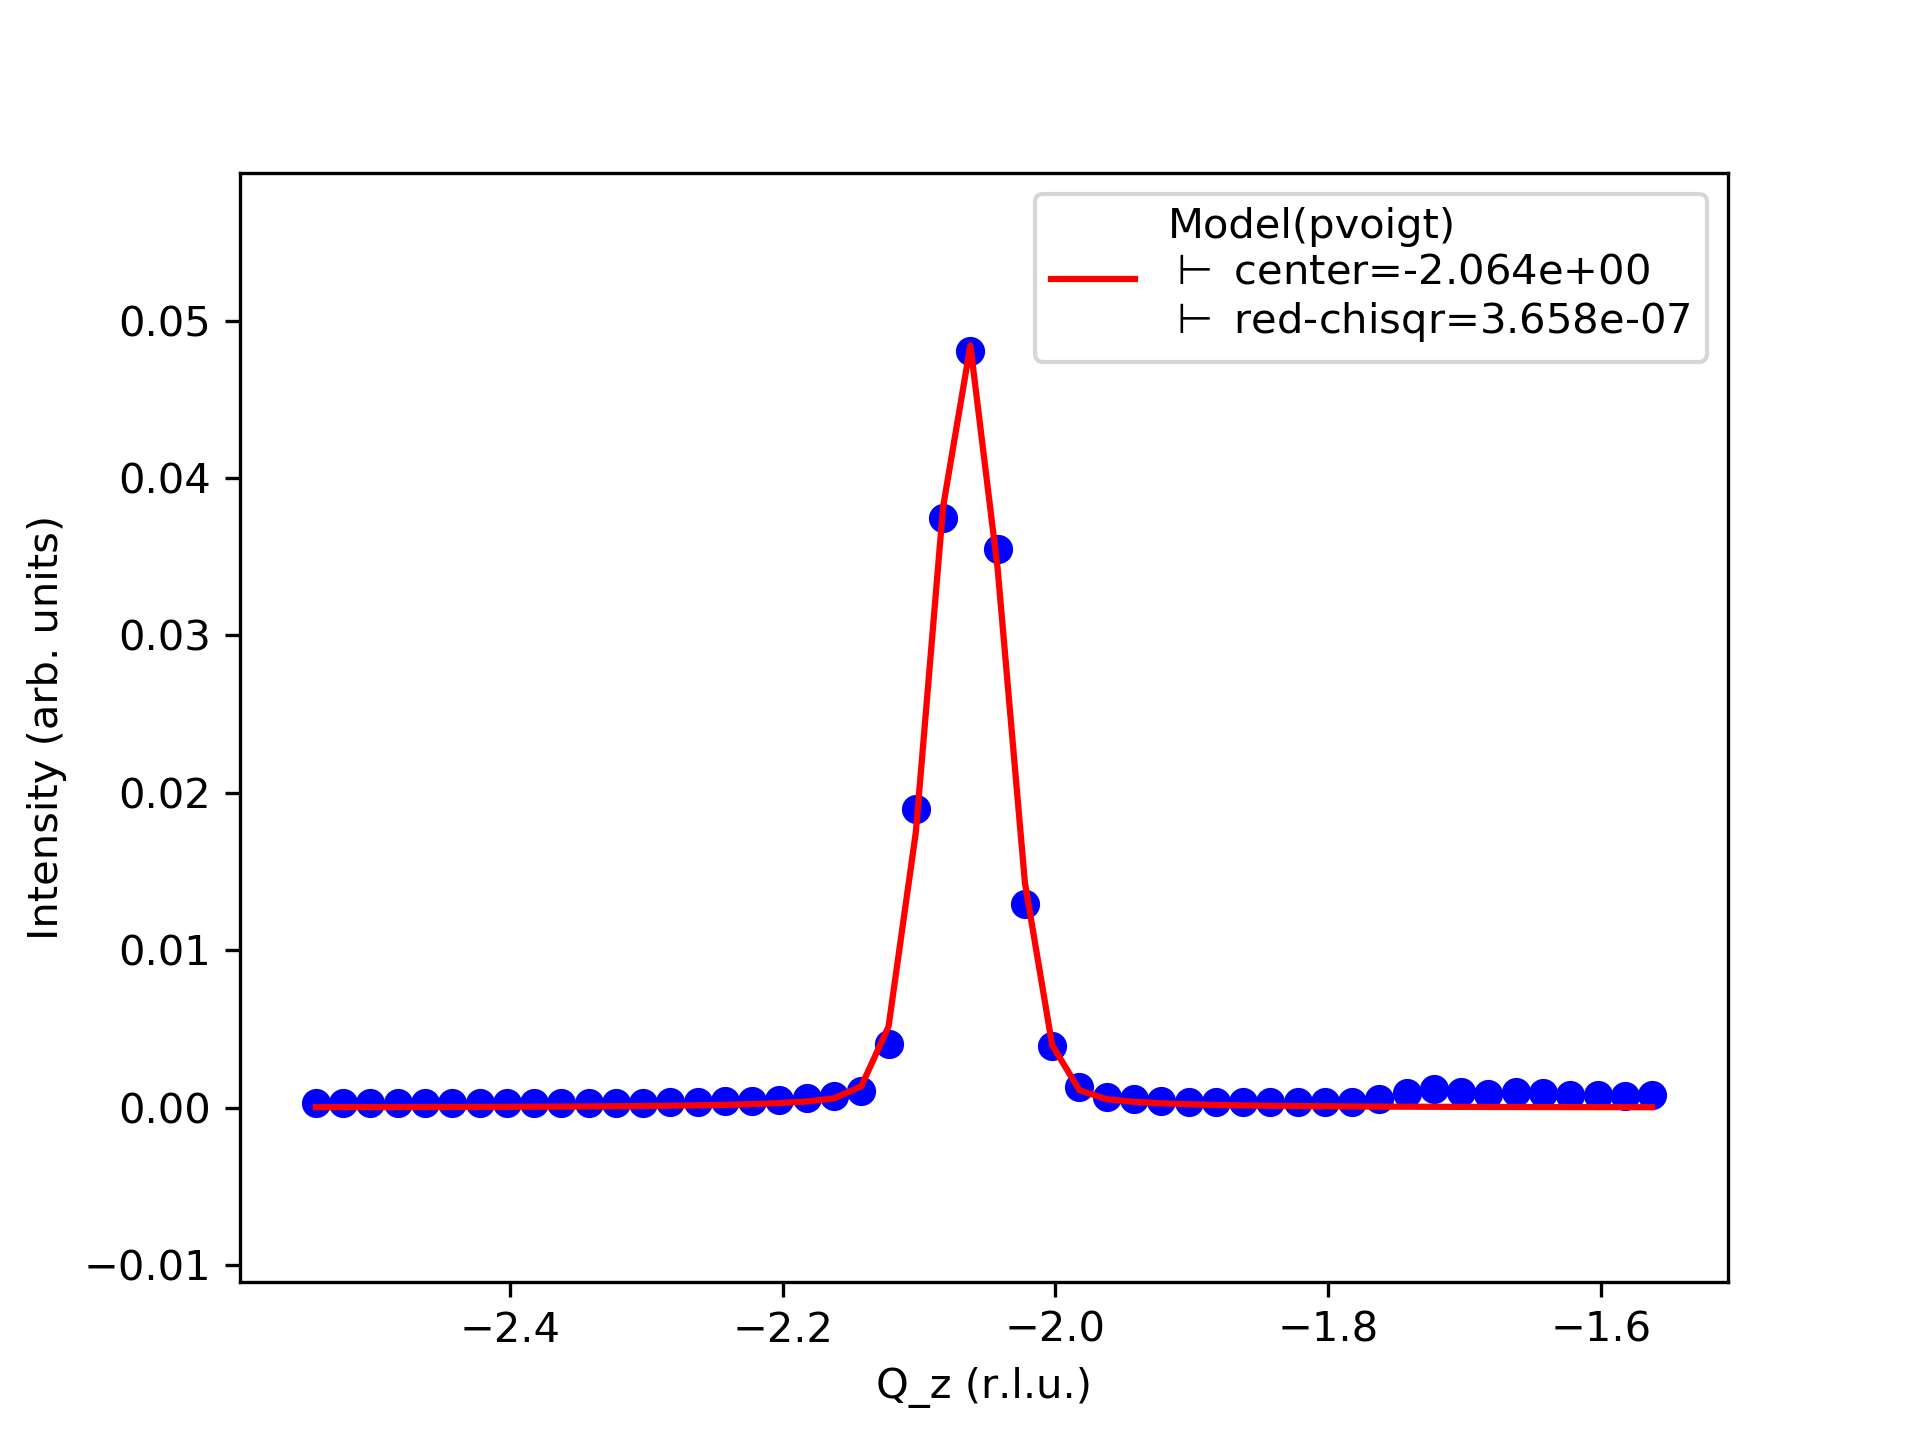 Model(pvoigt)
⊢ center=-2.064e+00
⊢ red-chisqr=3.658e-07
0.05
0.04
0.03
0.02
0.01
0.00
−0.01
Intensity (arb. units)
−2.4 −2.2 −2.0 −1.8 −1.6
Q_z (r.l.u.)